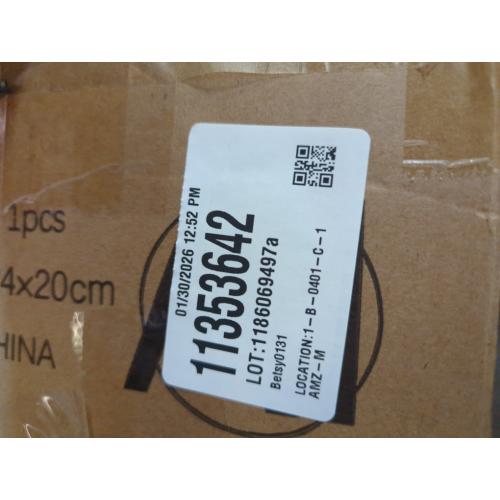 1pcs
4x20cm
HINA
01/30/2026 12:52 PM
11353642
LOT:1186069497a
Betsy0131
LOCATION:1-B-0401-C-1
AMZ-M